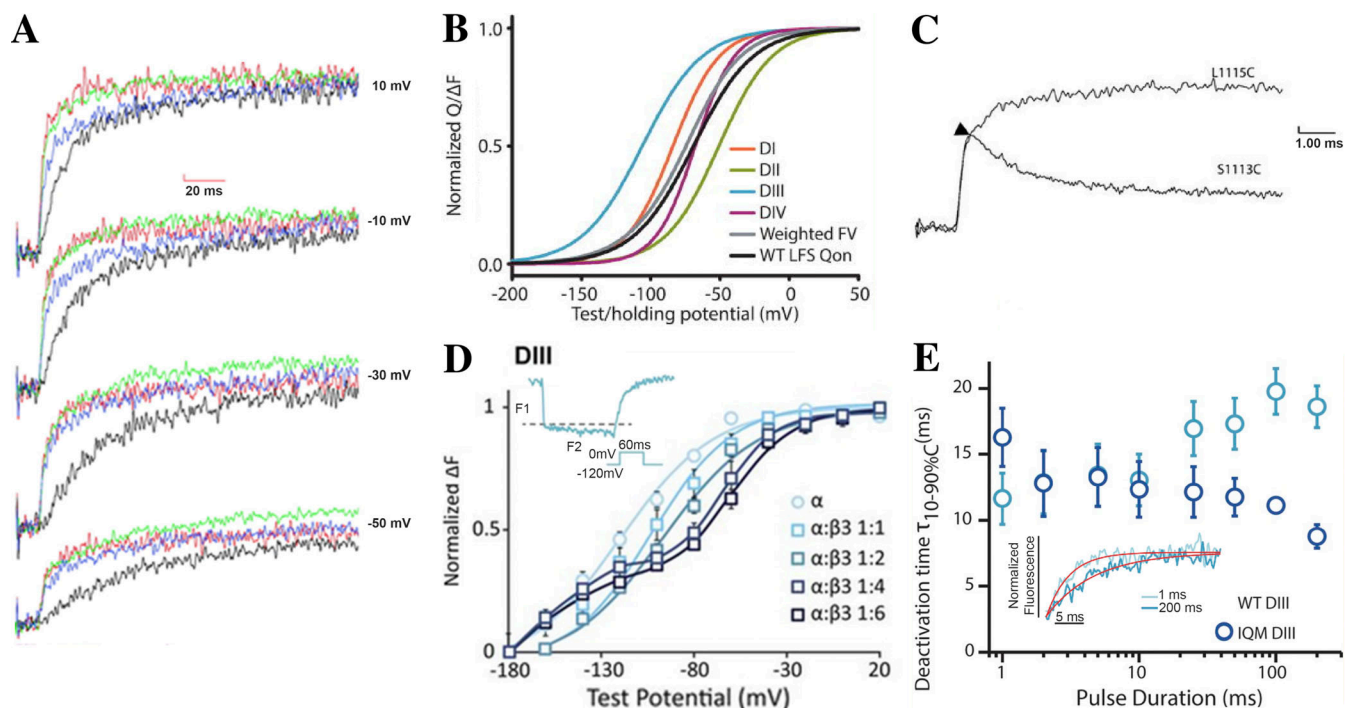 A
10 mV
20 ms
-10 mV
-30 mV
-50 mV
B
Normalized Q/ΔF
1.0
0.5
0.0
DI
DII
DIII
DIV
Weighted FV
WT LFS Qon
-200
-150
-100
-50
0
50
Test/holding potential (mV)
C
L1115C
S1113C
1.00 ms
D
DIII
Normalized ΔF
1
0.5
0
F1
F2
60ms
0mV
-120mV
α
α:β3 1:1
α:β3 1:2
α:β3 1:4
α:β3 1:6
-180
-130
-80
-30
20
Test Potential (mV)
E
Deactivation time τ10-90%C(ms)
20
15
10
5
0
Normalized
Fluorescence
5 ms
1 ms
200 ms
WT DIII
IQM DIII
1
10
100
Pulse Duration (ms)